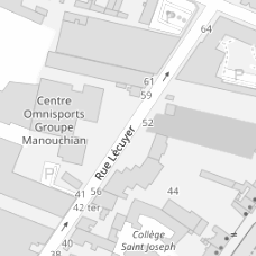 64
61
59
52
Centre
Omnisports
Groupe
Manouchian
Rue Lécuyer
P
41
56
44
42 ter
Collège
Saint Joseph
40
38